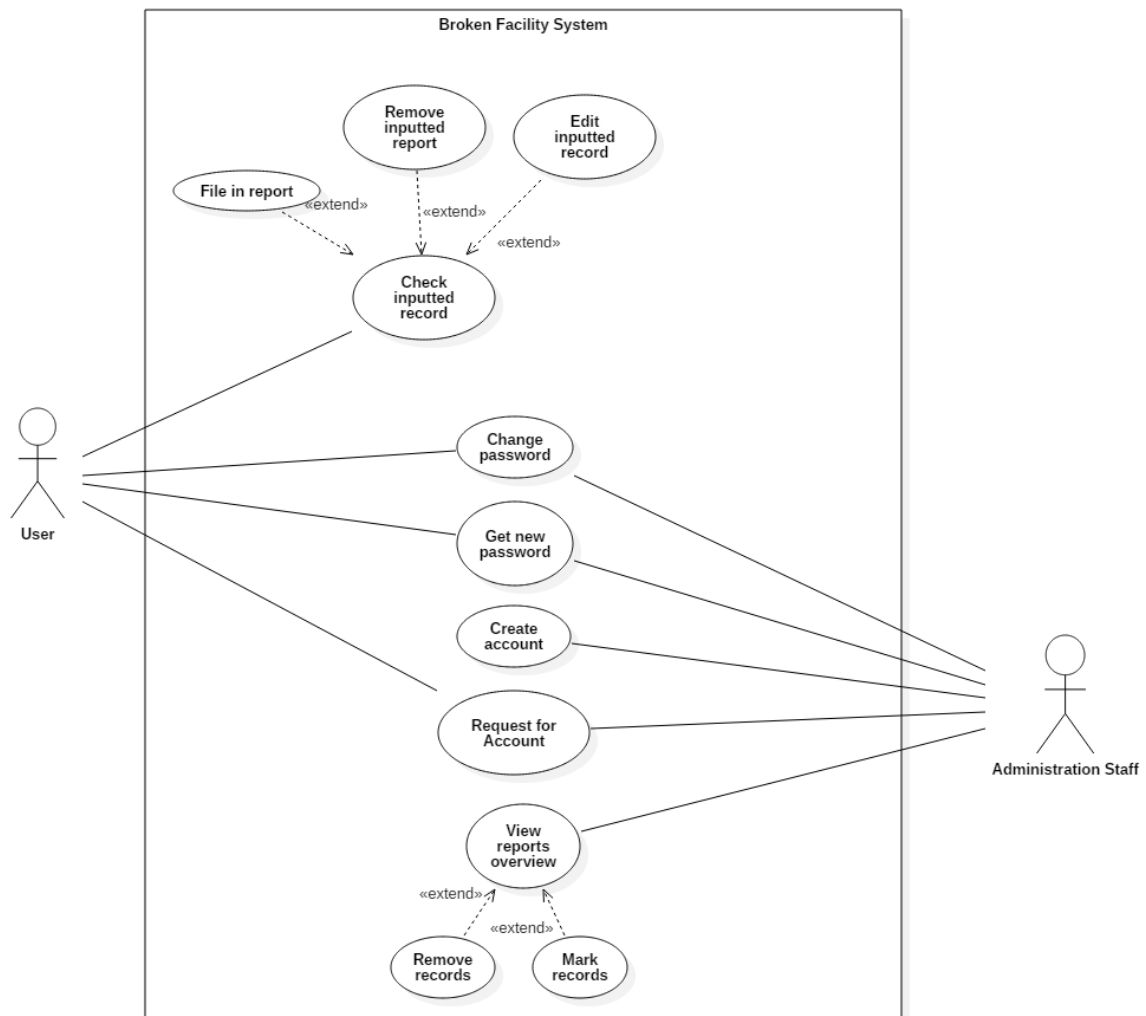 Broken Facility System
Remove
inputted
report
Edit
inputted
record
File in report
«extend»
«extend»
«extend»
Check
inputted
record
Change
password
User
Get new
password
Create
account
Request for
Account
Administration Staff
View
reports
overview
«extend»
«extend»
Remove
records
Mark
records